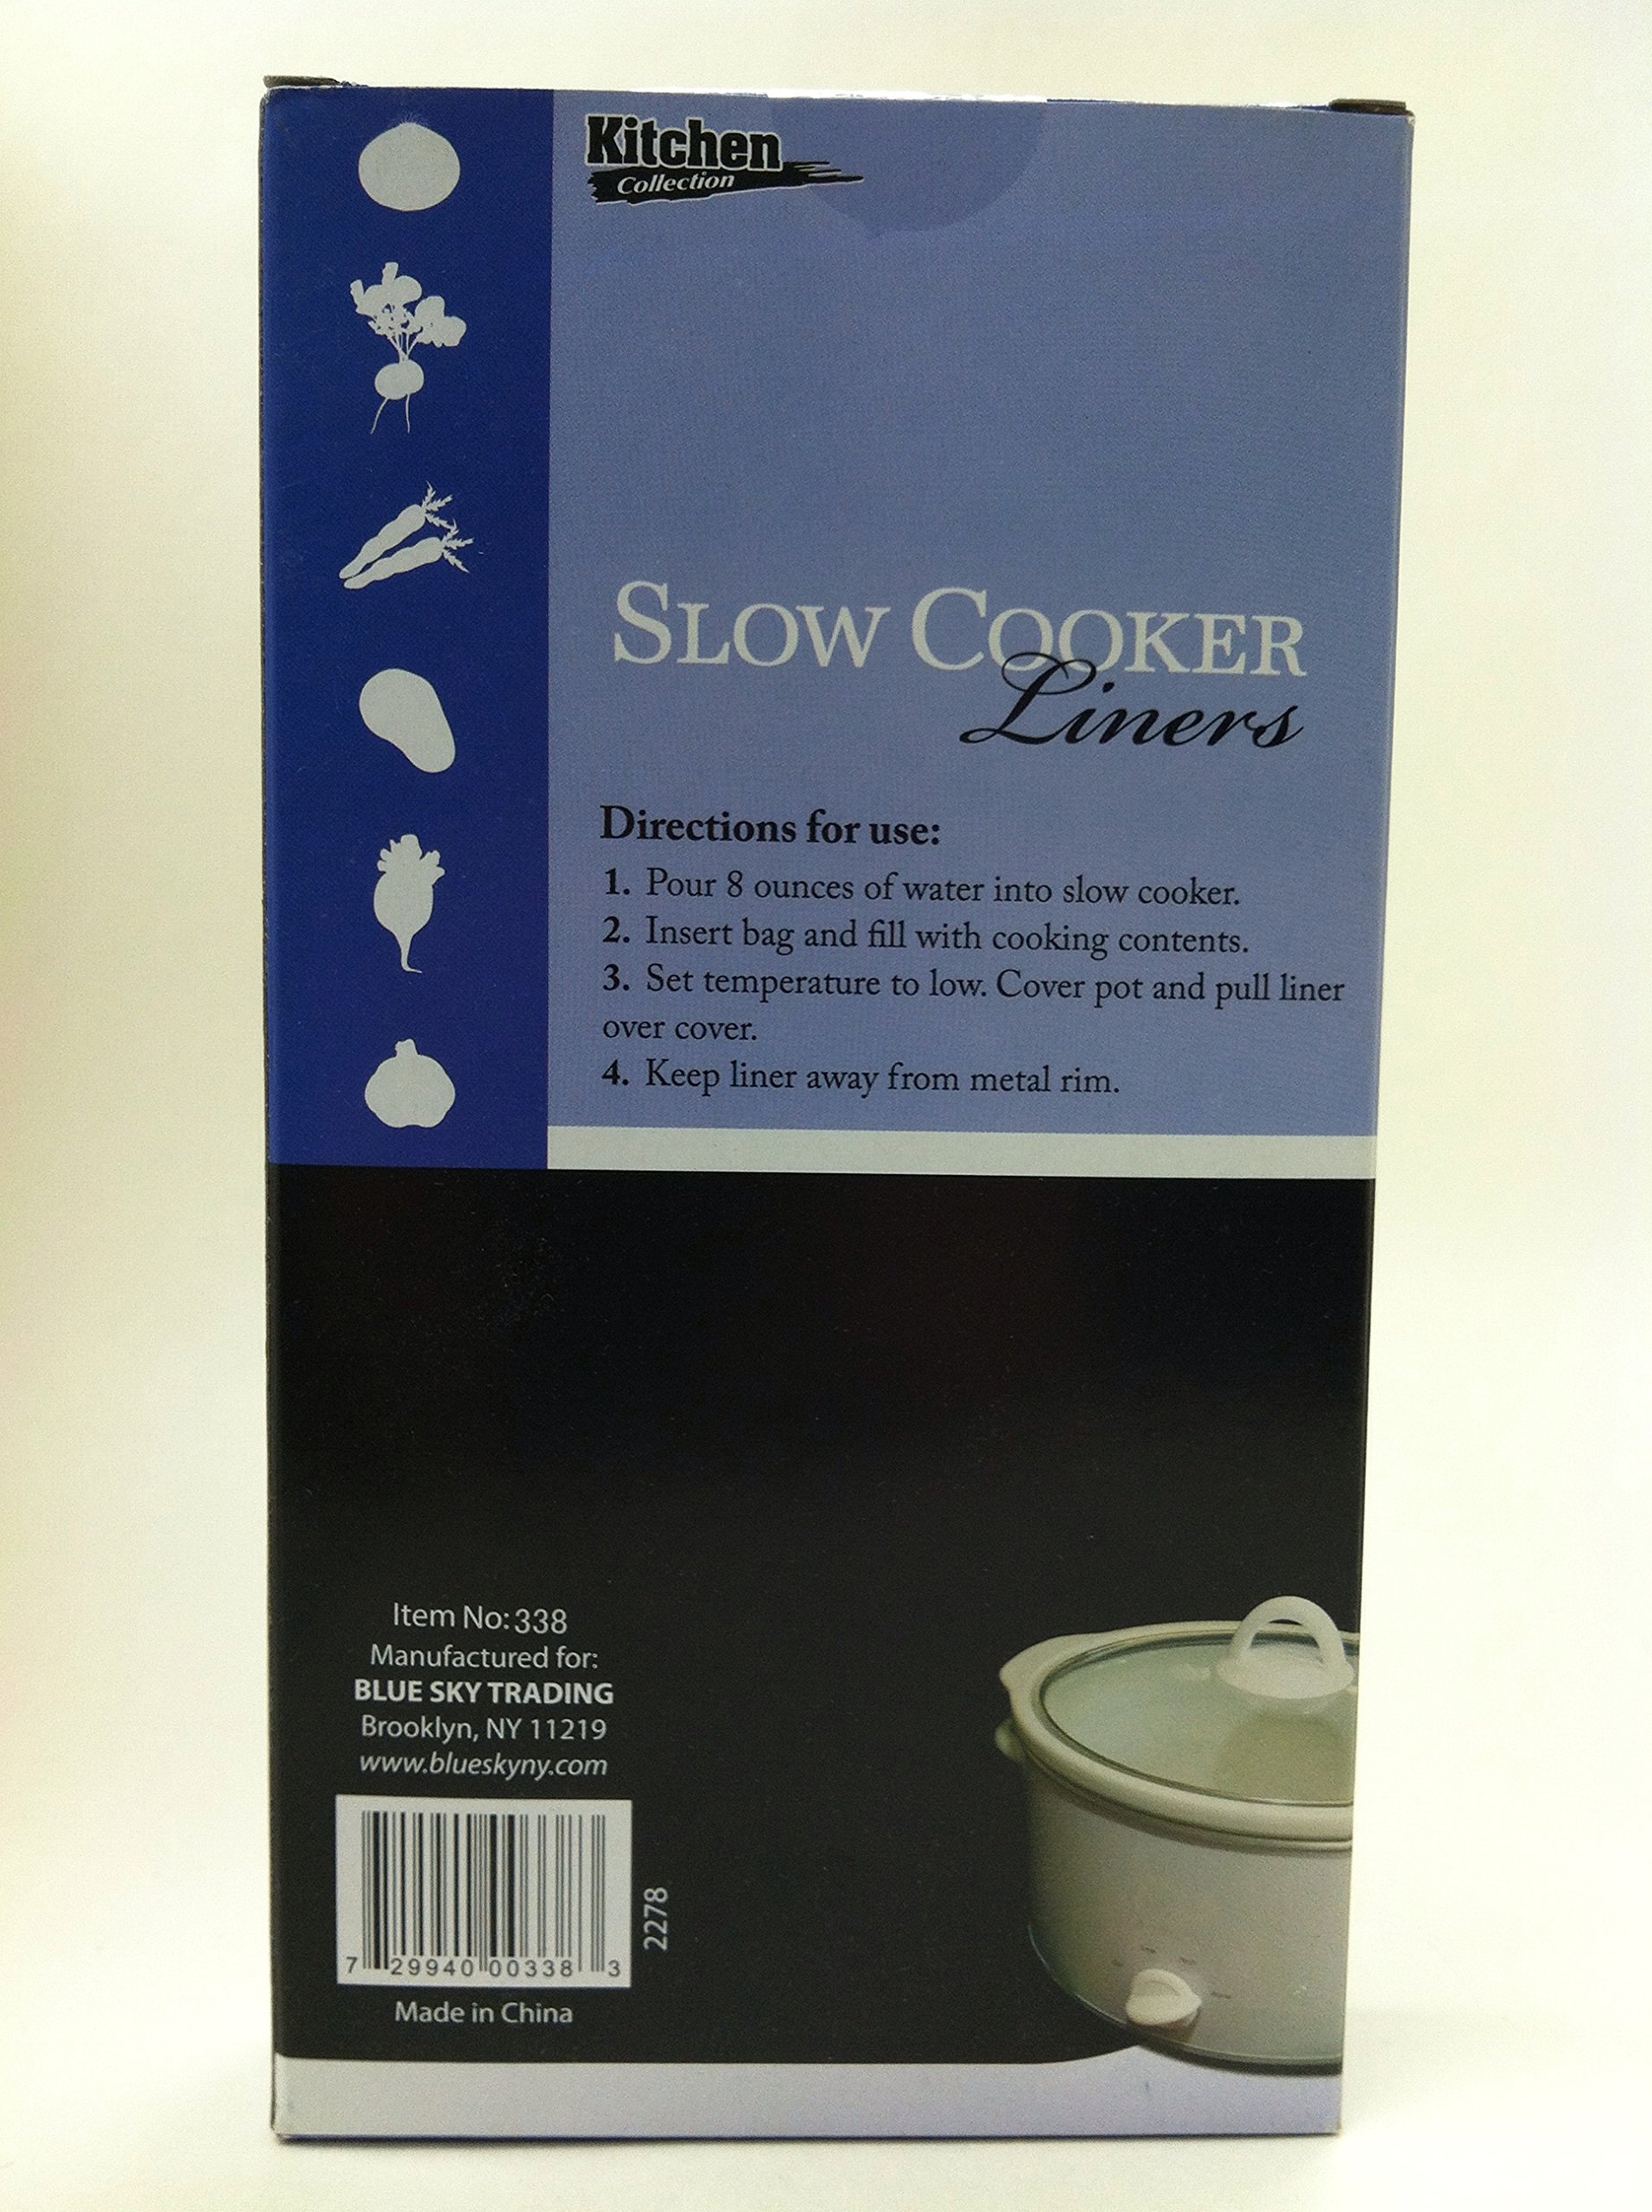 Kitchen
Collection
SLOW COOKER
Liners
Directions for use:
1. Pour 8 ounces of water into slow cooker.
2. Insert bag and fill with cooking contents.
3. Set temperature to low. Cover pot and pull liner
over cover.
4. Keep liner away from metal rim.
Item No: 338
Manufactured for:
BLUE SKY TRADING
Brooklyn, NY 11219
www.blueskyny.com
7 29940 00338 3
2278
Made in China